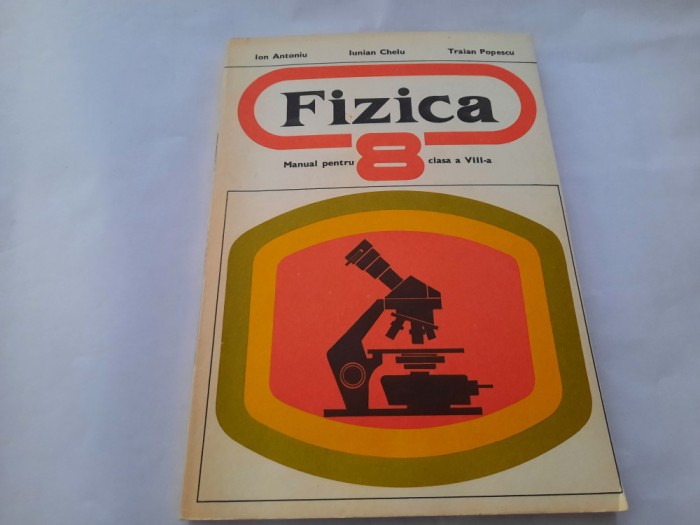 Ion Antoniu Iunian Chelu Traian Popescu
Fizica
Manual pentru 8 clasa a VIII-a